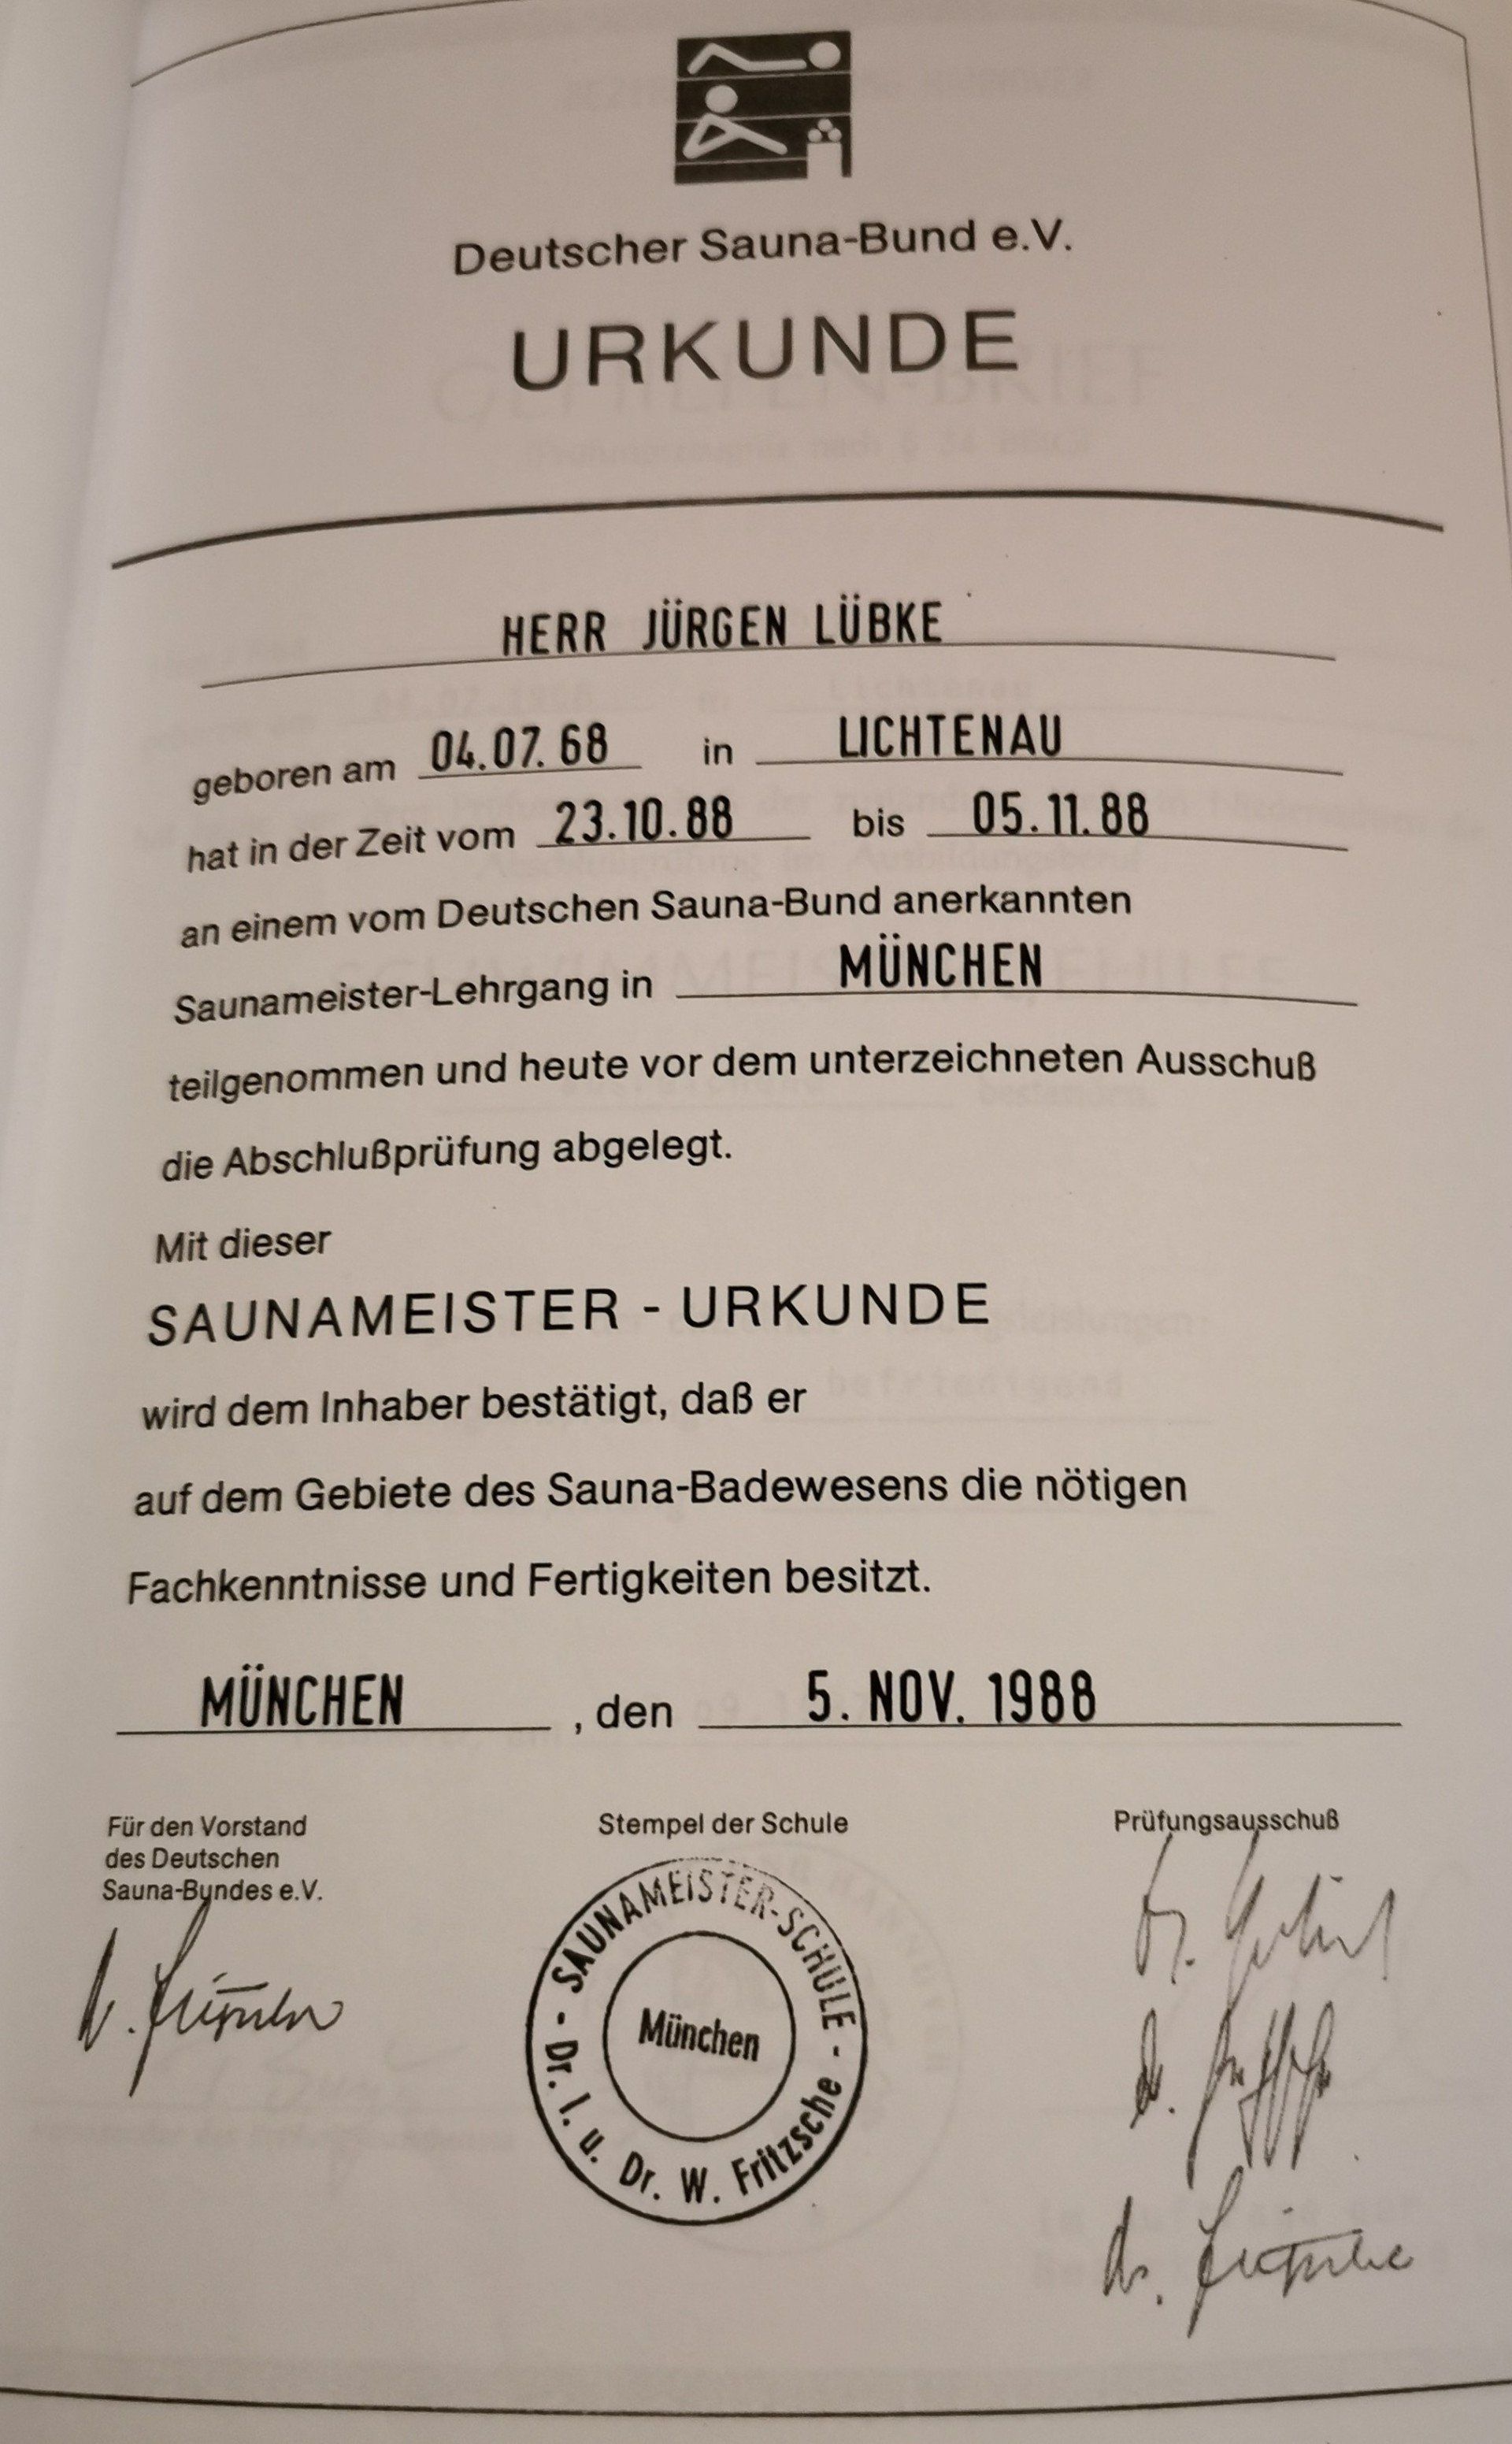 Deutscher Sauna-Bund e.V.
URKUNDE
HERR JÜRGEN LÜBKE
geboren am 04.07.68 in LICHTENAU
hat in der Zeit vom 23.10.88 bis 05.11.88
an einem vom Deutschen Sauna-Bund anerkannten
Saunameister-Lehrgang in MÜNCHEN
teilgenommen und heute vor dem unterzeichneten Ausschuß
die Abschlußprüfung abgelegt.
Mit dieser
SAUNAMEISTER - URKUNDE
wird dem Inhaber bestätigt, daß er
auf dem Gebiete des Sauna-Badewesens die nötigen
Fachkenntnisse und Fertigkeiten besitzt.
MÜNCHEN , den 5. NOV. 1988
Für den Vorstand
des Deutschen
Sauna-Bundes e.V.
Stempel der Schule
- SAUNAMEISTER-SCHULE -
München
Dr. I. u. Dr. W. Fritzsche
Prüfungsausschuß